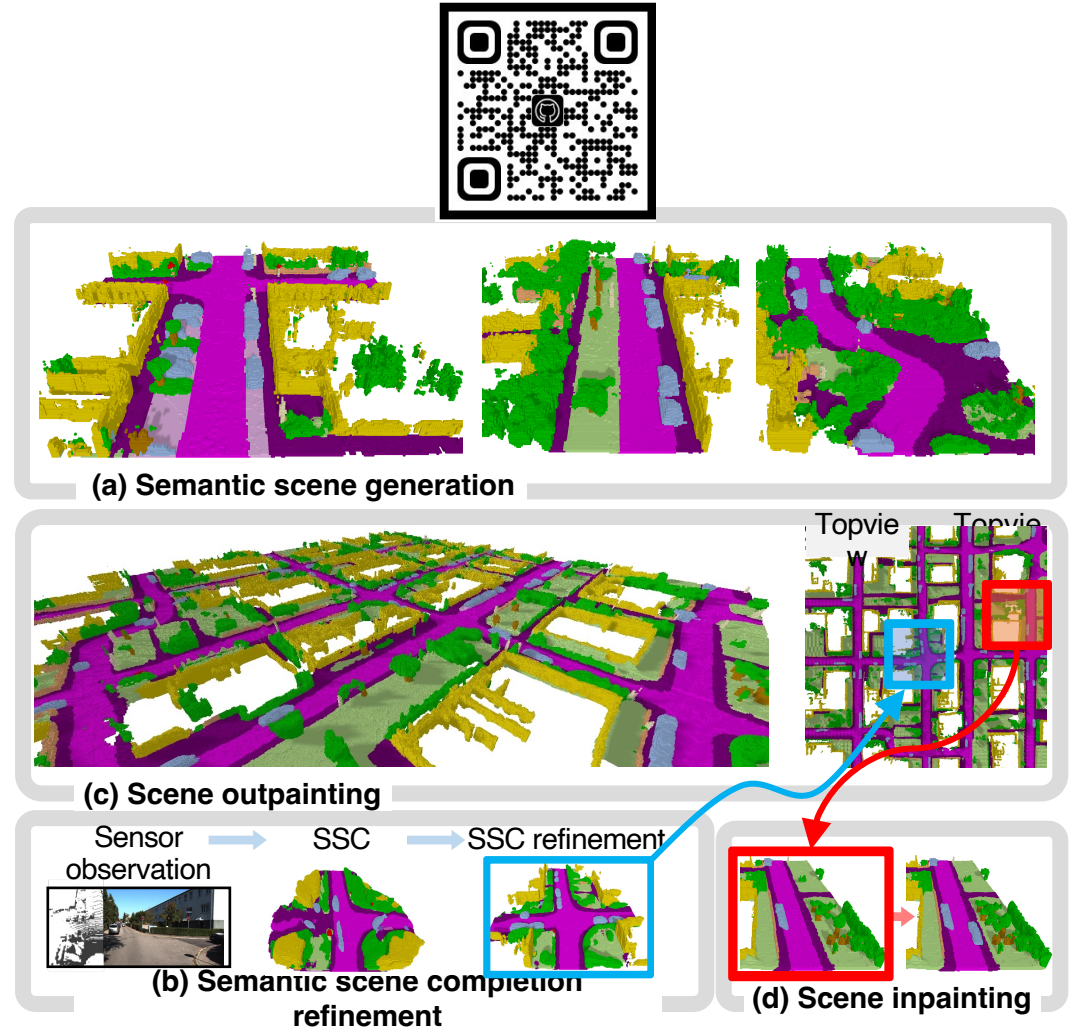 (a) Semantic scene generation
Topvie
w
Topvie
(c) Scene outpainting
Sensor
observation
SSC
SSC refinement
(b) Semantic scene completion
refinement
(d) Scene inpainting